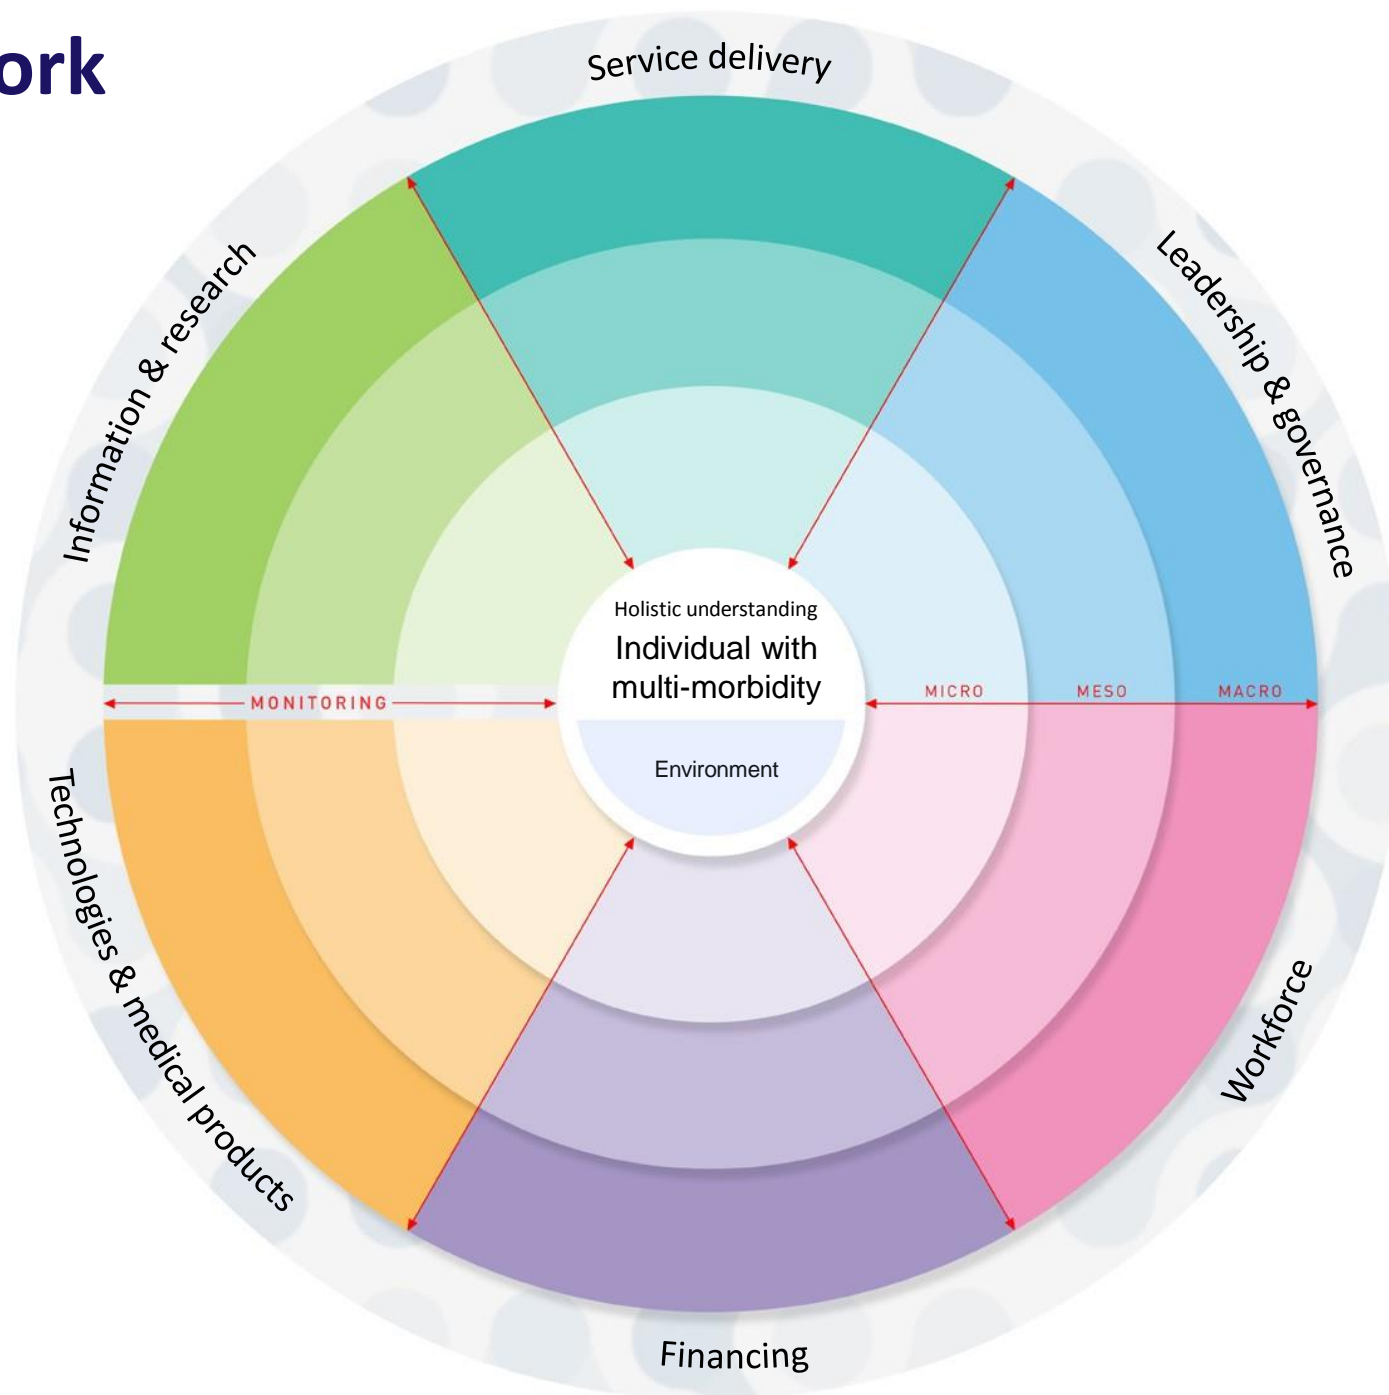 ork
Service delivery
Leadership & governance
Information & research
Holistic understanding
Individual with
multi-morbidity
MONITORING
MICRO MESO MACRO
Environment
Technologies & medical products
Workforce
Financing